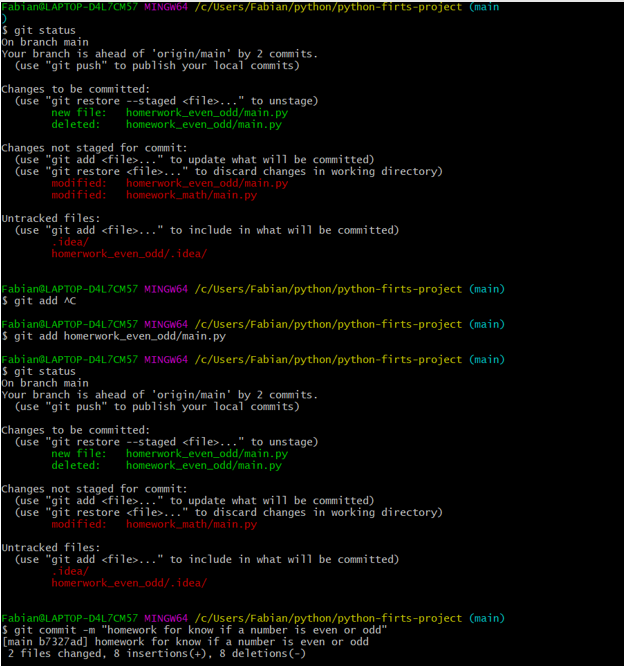 Fabian@LAPTOP-D4L7CM57 MINGW64 /c/Users/Fabian/python/python-firts-project (main
)
$ git status
On branch main
Your branch is ahead of 'origin/main' by 2 commits.
  (use "git push" to publish your local commits)

Changes to be committed:
  (use "git restore --staged <file>..." to unstage)
        new file:   homerwork_even_odd/main.py
        deleted:    homework_even_odd/main.py

Changes not staged for commit:
  (use "git add <file>..." to update what will be committed)
  (use "git restore <file>..." to discard changes in working directory)
        modified:   homerwork_even_odd/main.py
        modified:   homework_math/main.py

Untracked files:
  (use "git add <file>..." to include in what will be committed)
        .idea/
        homerwork_even_odd/.idea/

Fabian@LAPTOP-D4L7CM57 MINGW64 /c/Users/Fabian/python/python-firts-project (main)
$ git add ^C

Fabian@LAPTOP-D4L7CM57 MINGW64 /c/Users/Fabian/python/python-firts-project (main)
$ git add homerwork_even_odd/main.py

Fabian@LAPTOP-D4L7CM57 MINGW64 /c/Users/Fabian/python/python-firts-project (main)
$ git status
On branch main
Your branch is ahead of 'origin/main' by 2 commits.
  (use "git push" to publish your local commits)

Changes to be committed:
  (use "git restore --staged <file>..." to unstage)
        new file:   homerwork_even_odd/main.py
        deleted:    homework_even_odd/main.py

Changes not staged for commit:
  (use "git add <file>..." to update what will be committed)
  (use "git restore <file>..." to discard changes in working directory)
        modified:   homework_math/main.py

Untracked files:
  (use "git add <file>..." to include in what will be committed)
        .idea/
        homerwork_even_odd/.idea/

Fabian@LAPTOP-D4L7CM57 MINGW64 /c/Users/Fabian/python/python-firts-project (main)
$ git commit -m "homework for know if a number is even or odd"
[main b7327ad] homework for know if a number is even or odd
 2 files changed, 8 insertions(+), 8 deletions(-)